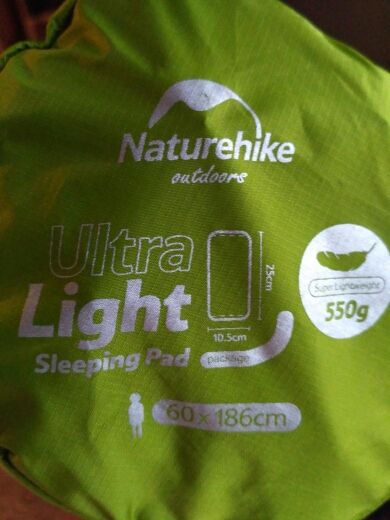 Naturehike
outdoors
Ultra
Light
Sleeping Pad
25cm
10.5cm
package
Super Lightweight
550g
60 x 186cm